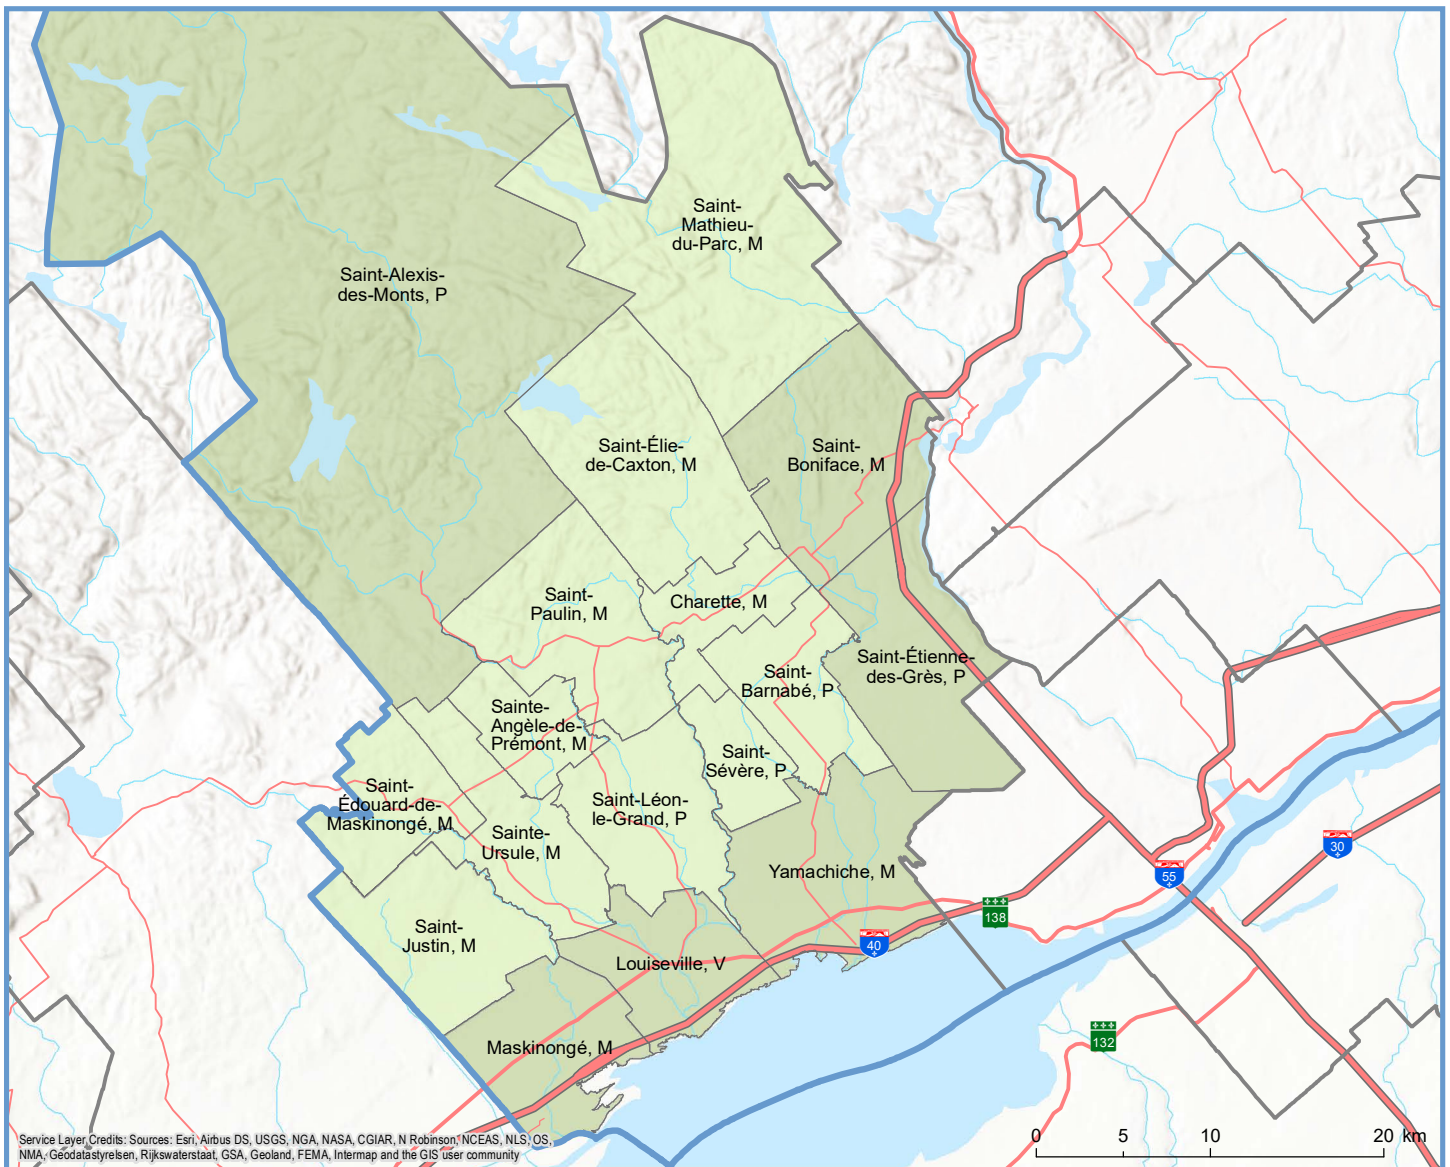 Saint-
Mathieu-
du-Parc, M
Saint-Alexis-
des-Monts, P
Saint-Élie-
de-Caxton, M
Saint-
Boniface, M
Saint-
Paulin, M
Charette, M
Saint-Étienne-
des-Grès, P
Saint-
Barnabé, P
Sainte-
Angèle-de-
Prémont, M
Saint-
Sévère, P
Saint-
Édouard-de-
Maskinongé, M
Saint-Léon-
le-Grand, P
Sainte-
Ursule, M
Yamachiche, M
Saint-
Justin, M
Louiseville, V
Maskinongé, M
30
55
138
40
132
0 5 10 20 km
Service Layer Credits: Sources: Esri, Airbus DS, USGS, NGA, NASA, CGIAR, N Robinson, NCEAS, NLS, OS,
NMA, Geodatastyrelsen, Rijkswaterstaat, GSA, Geoland, FEMA, Intermap and the GIS user community